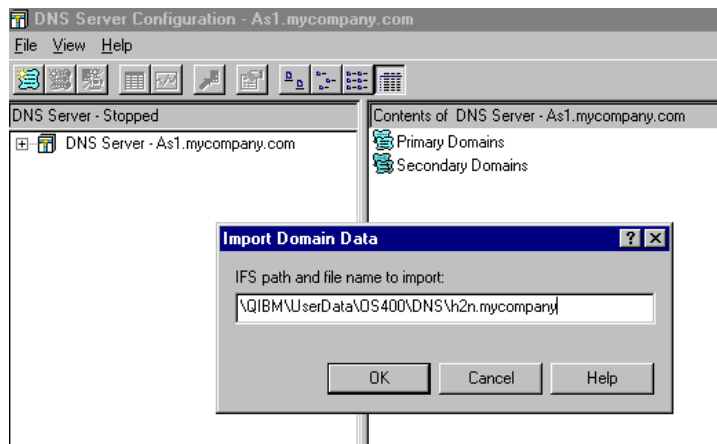 DNS Server Configuration - As1.mycompany.com
File View Help
DNS Server - Stopped
DNS Server - As1.mycompany.com
Contents of DNS Server - As1.mycompany.com
Primary Domains
Secondary Domains
Import Domain Data
IFS path and file name to import:
\QIBM\UserData\OS400\DNS\h2n.mycompany
OK Cancel Help